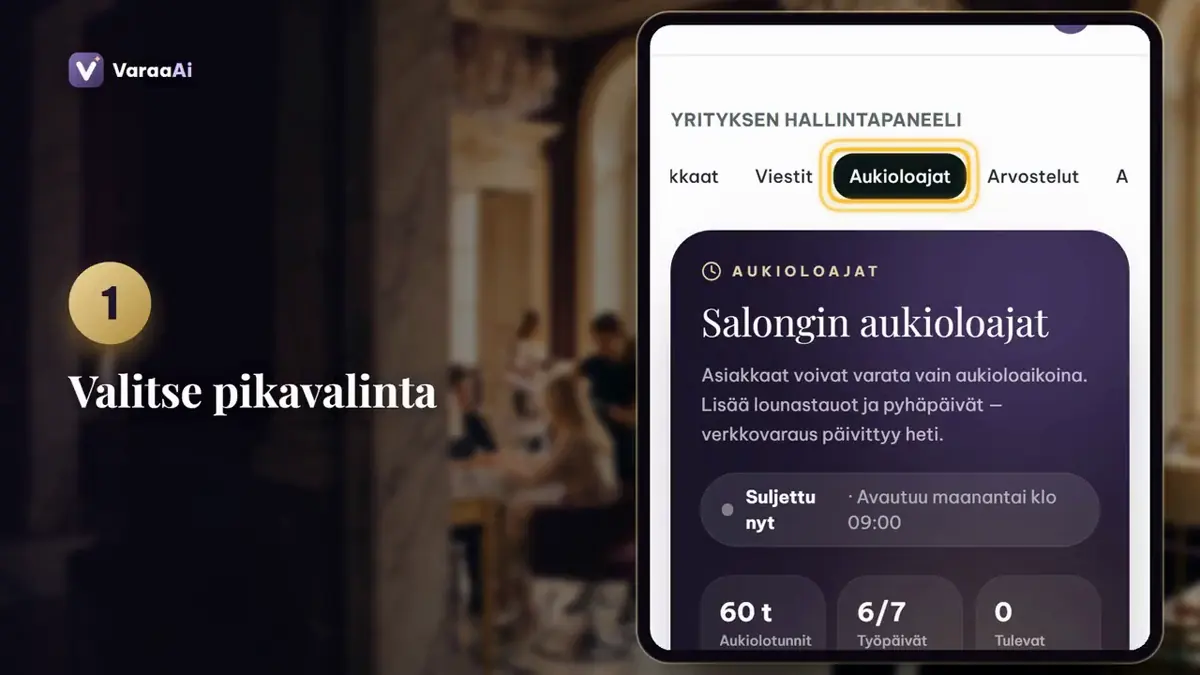 VaraaAi
1
Valitse pikavalinta
YRITYKSEN HALLINTAPANEELI
kkaat Viestit Aukioloajat Arvostelut A
AUKIOLOAJAT
Salongin aukioloajat
Asiakkaat voivat varata vain aukioloaikoina.
Lisää lounastauot ja pyhäpäivät –
verkkovaraus päivittyy heti.
Suljettu nyt · Avautuu maanantai klo 09:00
60 t 6/7 0
Aukiolotunnit Työpäivät Tulevat